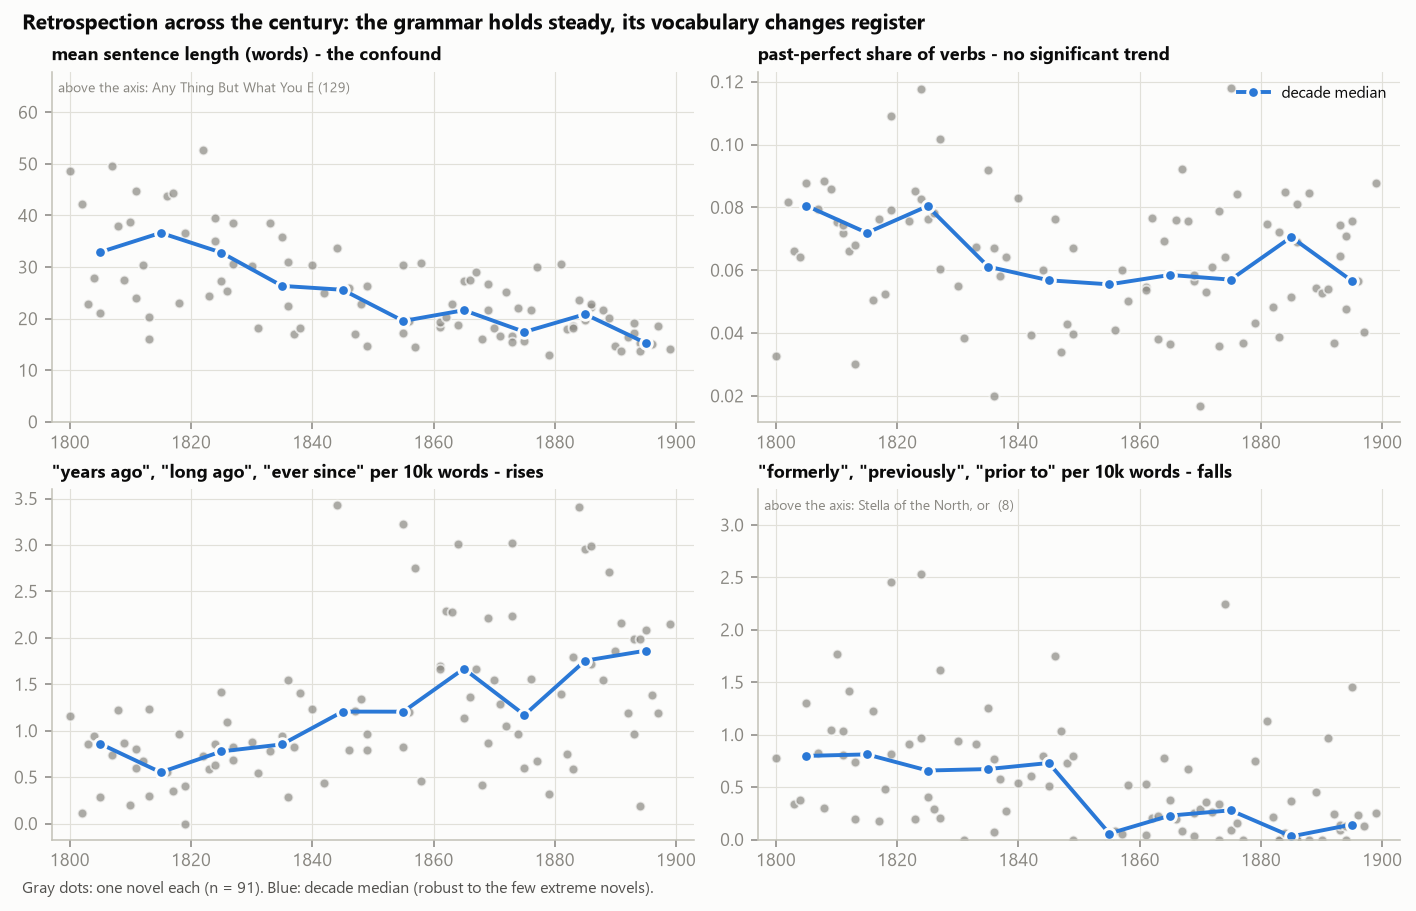 Retrospection across the century: the grammar holds steady, its vocabulary changes register
mean sentence length (words) - the confound
above the axis: Any Thing But What You E (129)
60
50
40
30
20
10
0
1800 1820 1840 1860 1880 1900
past-perfect share of verbs - no significant trend
decade median
0.12
0.10
0.08
0.06
0.04
0.02
1800 1820 1840 1860 1880 1900
"years ago", "long ago", "ever since" per 10k words - rises
3.5
3.0
2.5
2.0
1.5
1.0
0.5
0.0
1800 1820 1840 1860 1880 1900
"formerly", "previously", "prior to" per 10k words - falls
above the axis: Stella of the North, or (8)
3.0
2.5
2.0
1.5
1.0
0.5
0.0
1800 1820 1840 1860 1880 1900
Gray dots: one novel each (n = 91). Blue: decade median (robust to the few extreme novels).